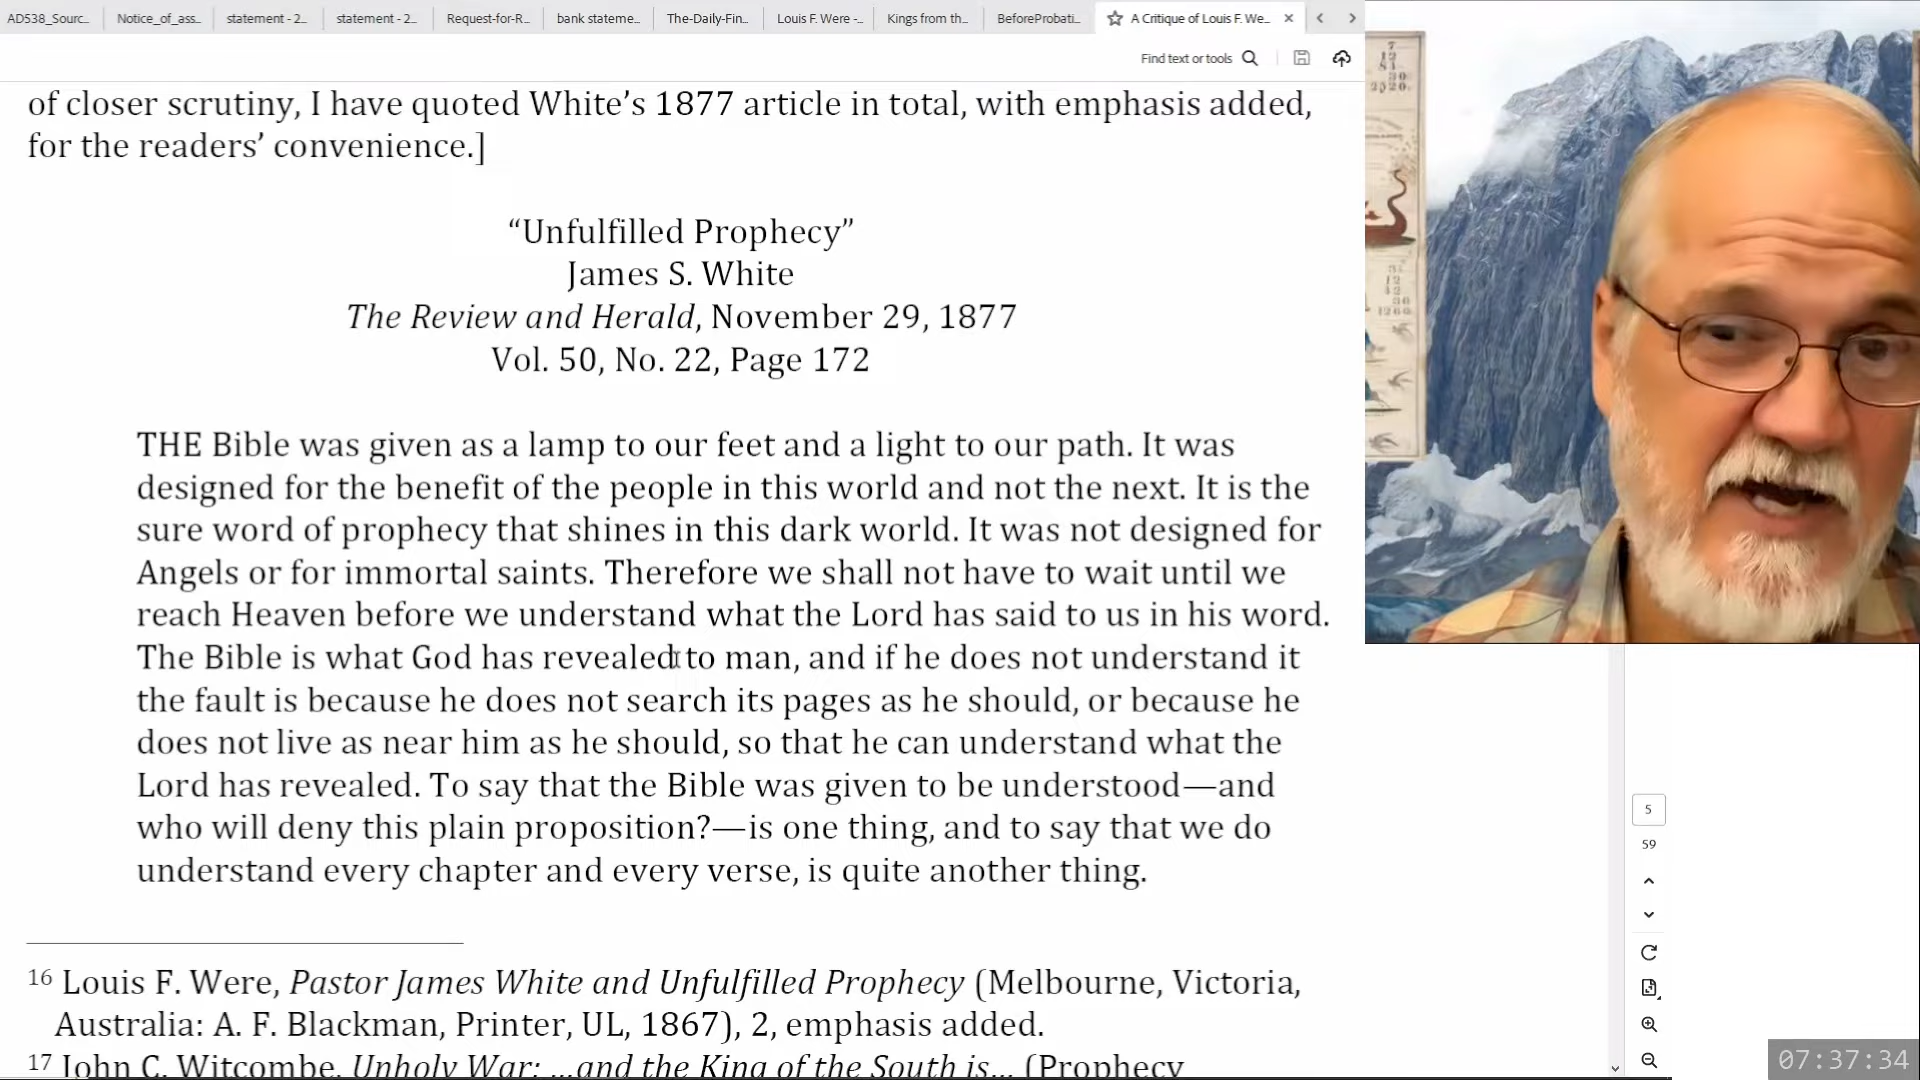 AD538_Sourc...
Notice_of_ass...
statement - 2...
statement - 2...
Request-for-R...
bank stateme...
The-Daily-Fin...
Louis F. Were -...
Kings from th...
BeforeProbati...
A Critique of Louis F. We...
Find text or tools
of closer scrutiny, I have quoted White’s 1877 article in total, with emphasis added,
for the readers’ convenience.]
“Unfulfilled Prophecy”
James S. White
The Review and Herald, November 29, 1877
Vol. 50, No. 22, Page 172
THE Bible was given as a lamp to our feet and a light to our path. It was
designed for the benefit of the people in this world and not the next. It is the
sure word of prophecy that shines in this dark world. It was not designed for
Angels or for immortal saints. Therefore we shall not have to wait until we
reach Heaven before we understand what the Lord has said to us in his word.
The Bible is what God has revealed to man, and if he does not understand it
the fault is because he does not search its pages as he should, or because he
does not live as near him as he should, so that he can understand what the
Lord has revealed. To say that the Bible was given to be understood—and
who will deny this plain proposition?—is one thing, and to say that we do
understand every chapter and every verse, is quite another thing.
16 Louis F. Were, Pastor James White and Unfulfilled Prophecy (Melbourne, Victoria,
Australia: A. F. Blackman, Printer, UL, 1867), 2, emphasis added.
17 John C. Witcombe, Unholy War: ...and the King of the South is... (Prophecy
5
59
07:37:34